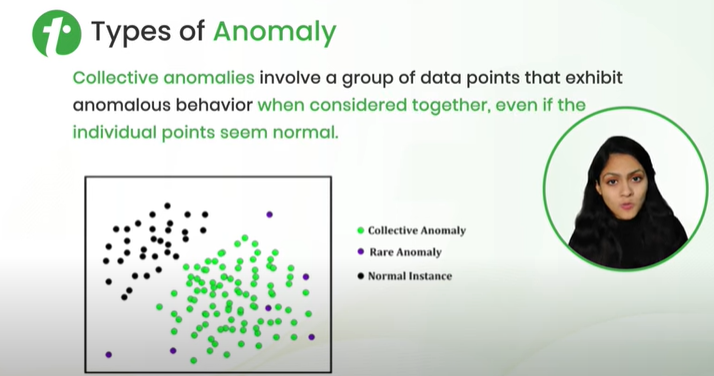 Types of Anomaly
Collective anomalies involve a group of data points that exhibit
anomalous behavior when considered together, even if the
individual points seem normal.
Collective Anomaly
Rare Anomaly
Normal Instance